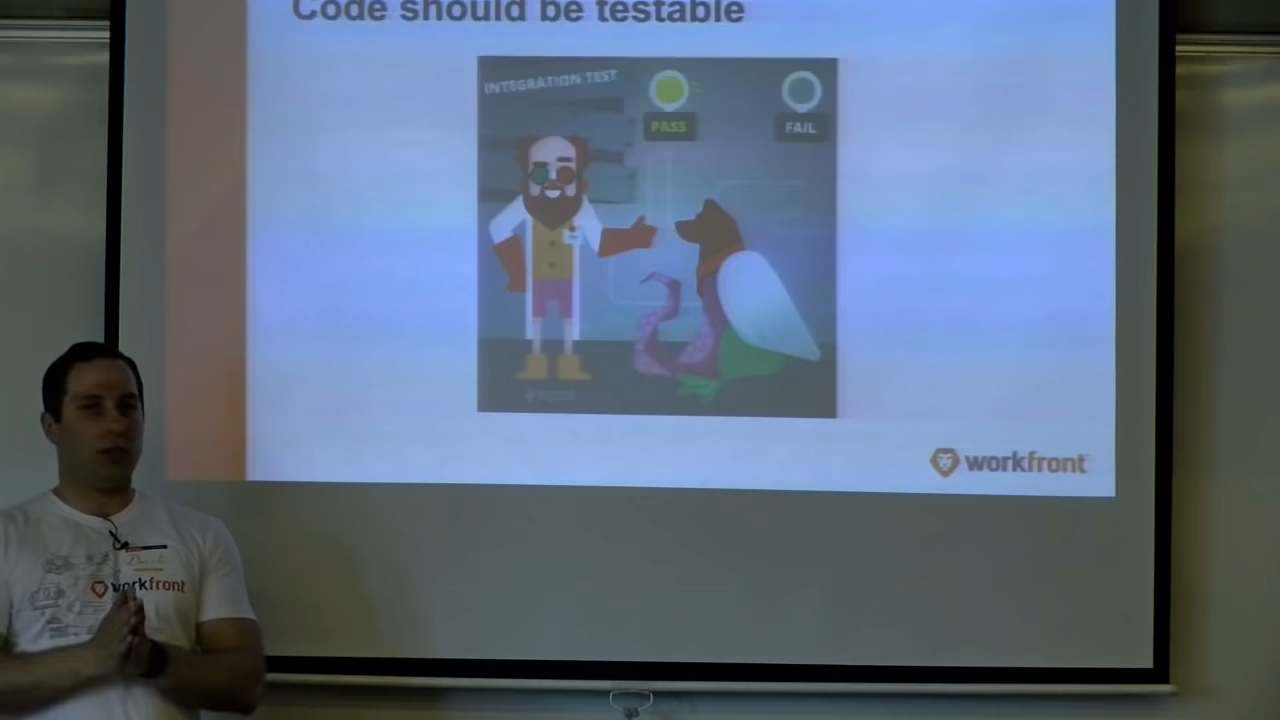 Code should be testable
INTEGRATION TEST
PASS
FAIL
workfront
workfront